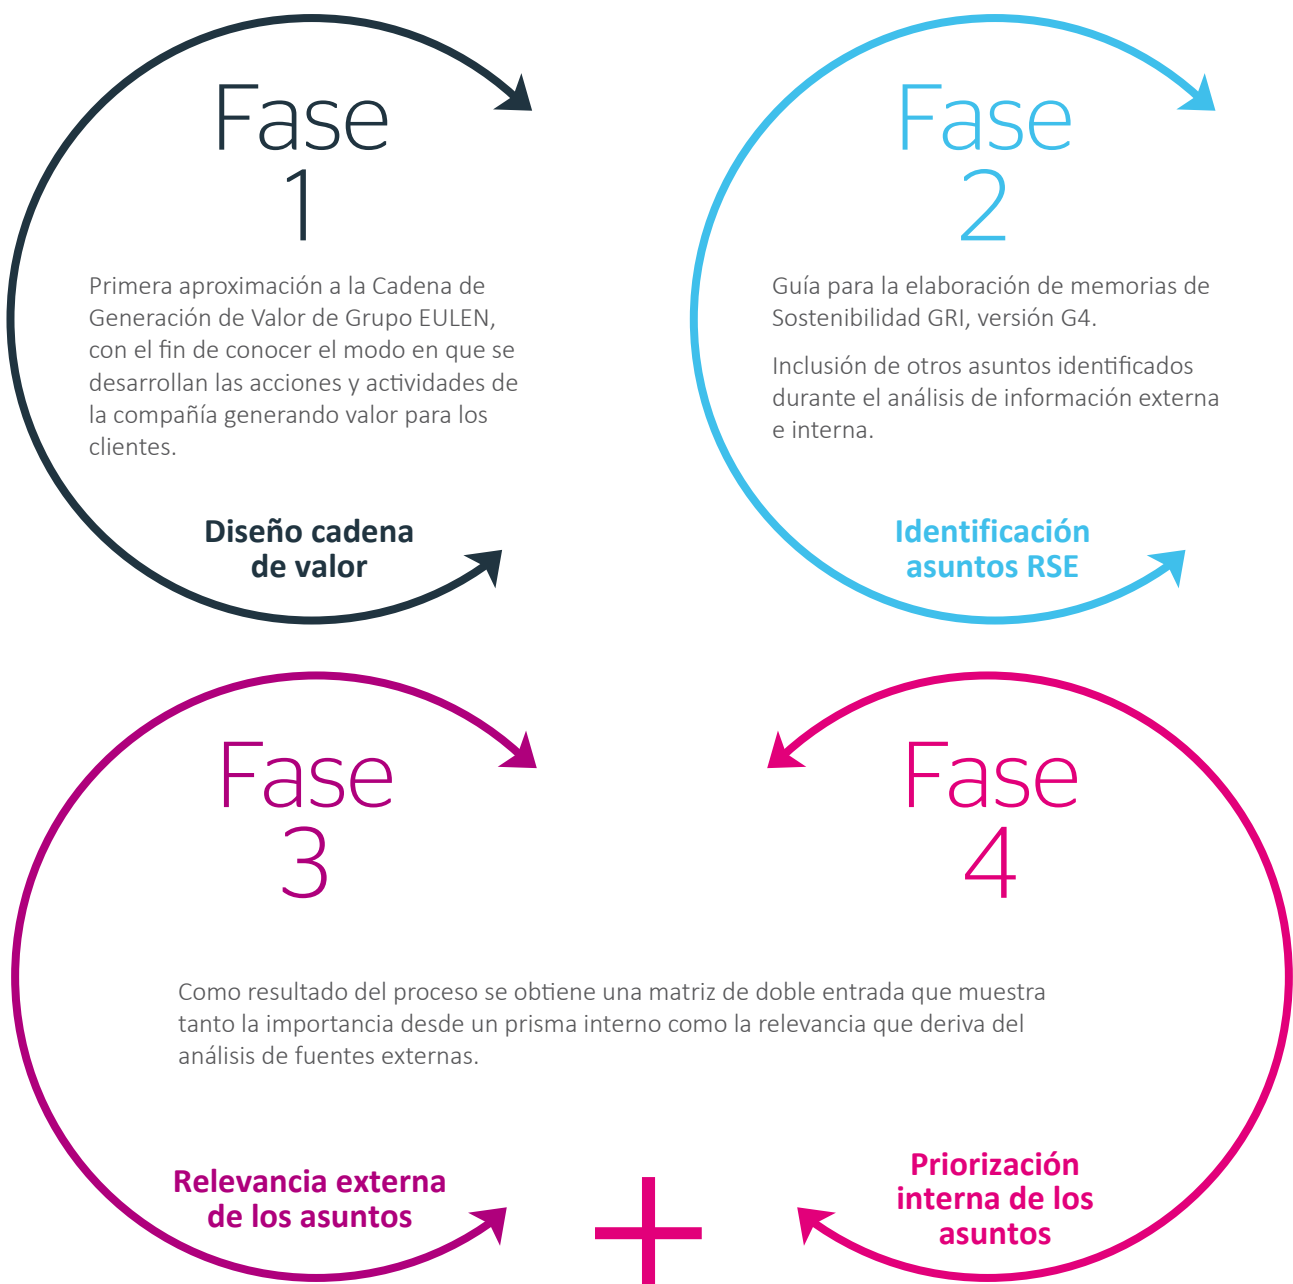 Fase
1
Primera aproximación a la Cadena de
Generación de Valor de Grupo EULEN,
con el fin de conocer el modo en que se
desarrollan las acciones y actividades de
la compañía generando valor para los
clientes.
Diseño cadena
de valor
Fase
2
Guía para la elaboración de memorias de
Sostenibilidad GRI, versión G4.
Inclusión de otros asuntos identificados
durante el análisis de información externa
e interna.
Identificación
asuntos RSE
Fase
3
Fase
4
Como resultado del proceso se obtiene una matriz de doble entrada que muestra
tanto la importancia desde un prisma interno como la relevancia que deriva del
análisis de fuentes externas.
Relevancia externa
de los asuntos
+
Priorización
interna de los
asuntos